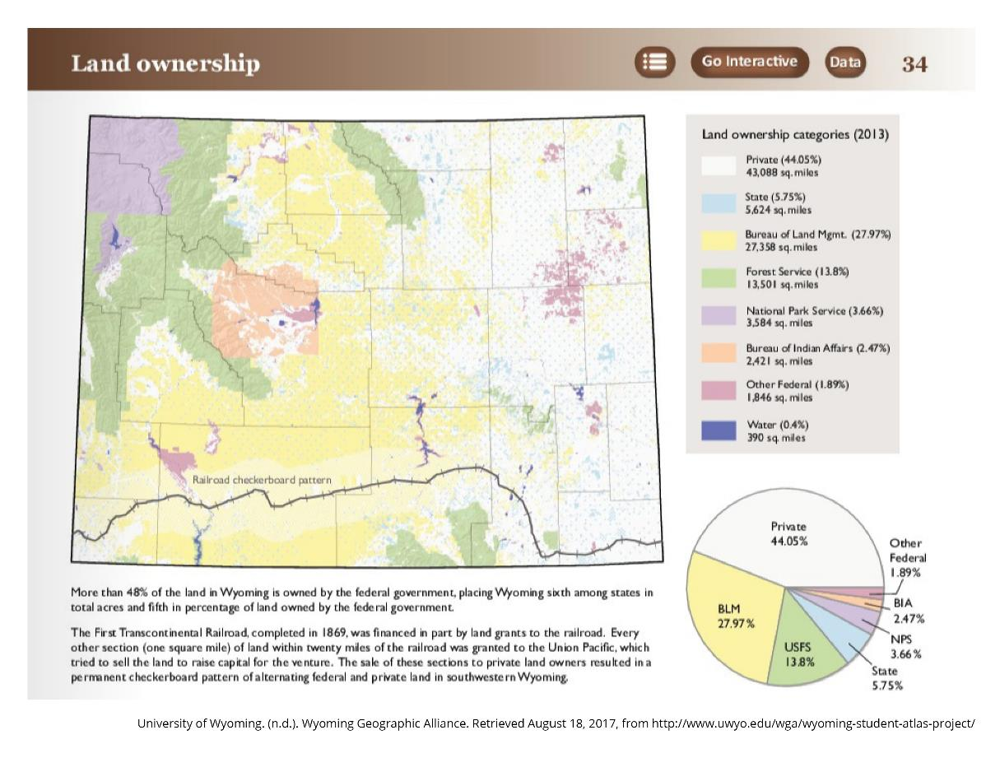 Land ownership
Go Interactive
Data
34
Railroad checkerboard pattern
Land ownership categories (2013)
Private (44.05%)
43,088 sq. miles
State (5.75%)
5,624 sq. miles
Bureau of Land Mgmt. (27.97%)
27,358 sq. miles
Forest Service (13.8%)
13,501 sq. miles
National Park Service (3.66%)
3,584 sq. miles
Bureau of Indian Affairs (2.47%)
2,421 sq. miles
Other Federal (1.89%)
1,846 sq. miles
Water (0.4%)
390 sq. miles
Private
44.05%
Other
Federal
1.89%
BIA
2.47%
NPS
3.66%
State
5.75%
USFS
13.8%
BLM
27.97%
More than 48% of the land in Wyoming is owned by the federal government, placing Wyoming sixth among states in
total acres and fifth in percentage of land owned by the federal government.
The First Transcontinental Railroad, completed in 1869, was financed in part by land grants to the railroad. Every
other section (one square mile) of land within twenty miles of the railroad was granted to the Union Pacific, which
tried to sell the land to raise capital for the venture. The sale of these sections to private land owners resulted in a
permanent checkerboard pattern of alternating federal and private land in southwestern Wyoming.
University of Wyoming. (n.d.). Wyoming Geographic Alliance. Retrieved August 18, 2017, from http://www.uwyo.edu/wga/wyoming-student-atlas-project/